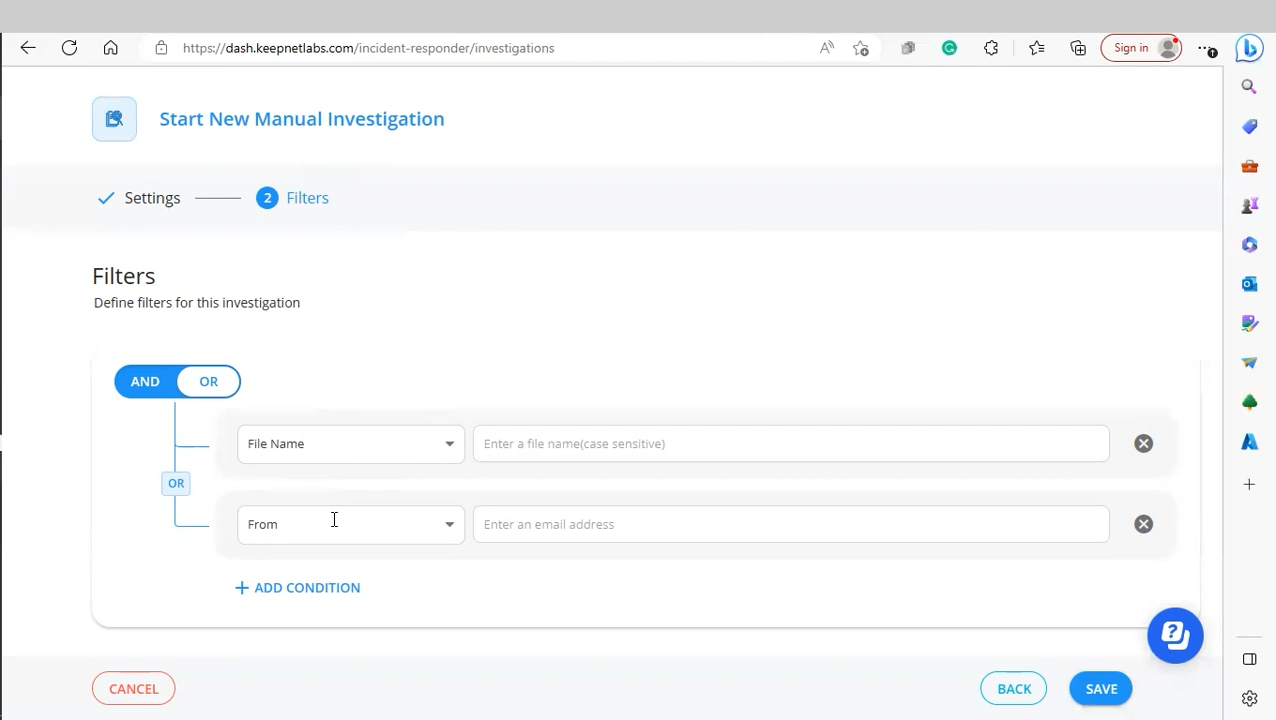 https://dash.keepnetlabs.com/incident-responder/investigations
Sign in
Start New Manual Investigation
Settings
2 Filters
Filters
Define filters for this investigation
AND OR
File Name Enter a file name(case sensitive)
OR
From Enter an email address
+ ADD CONDITION
CANCEL BACK SAVE